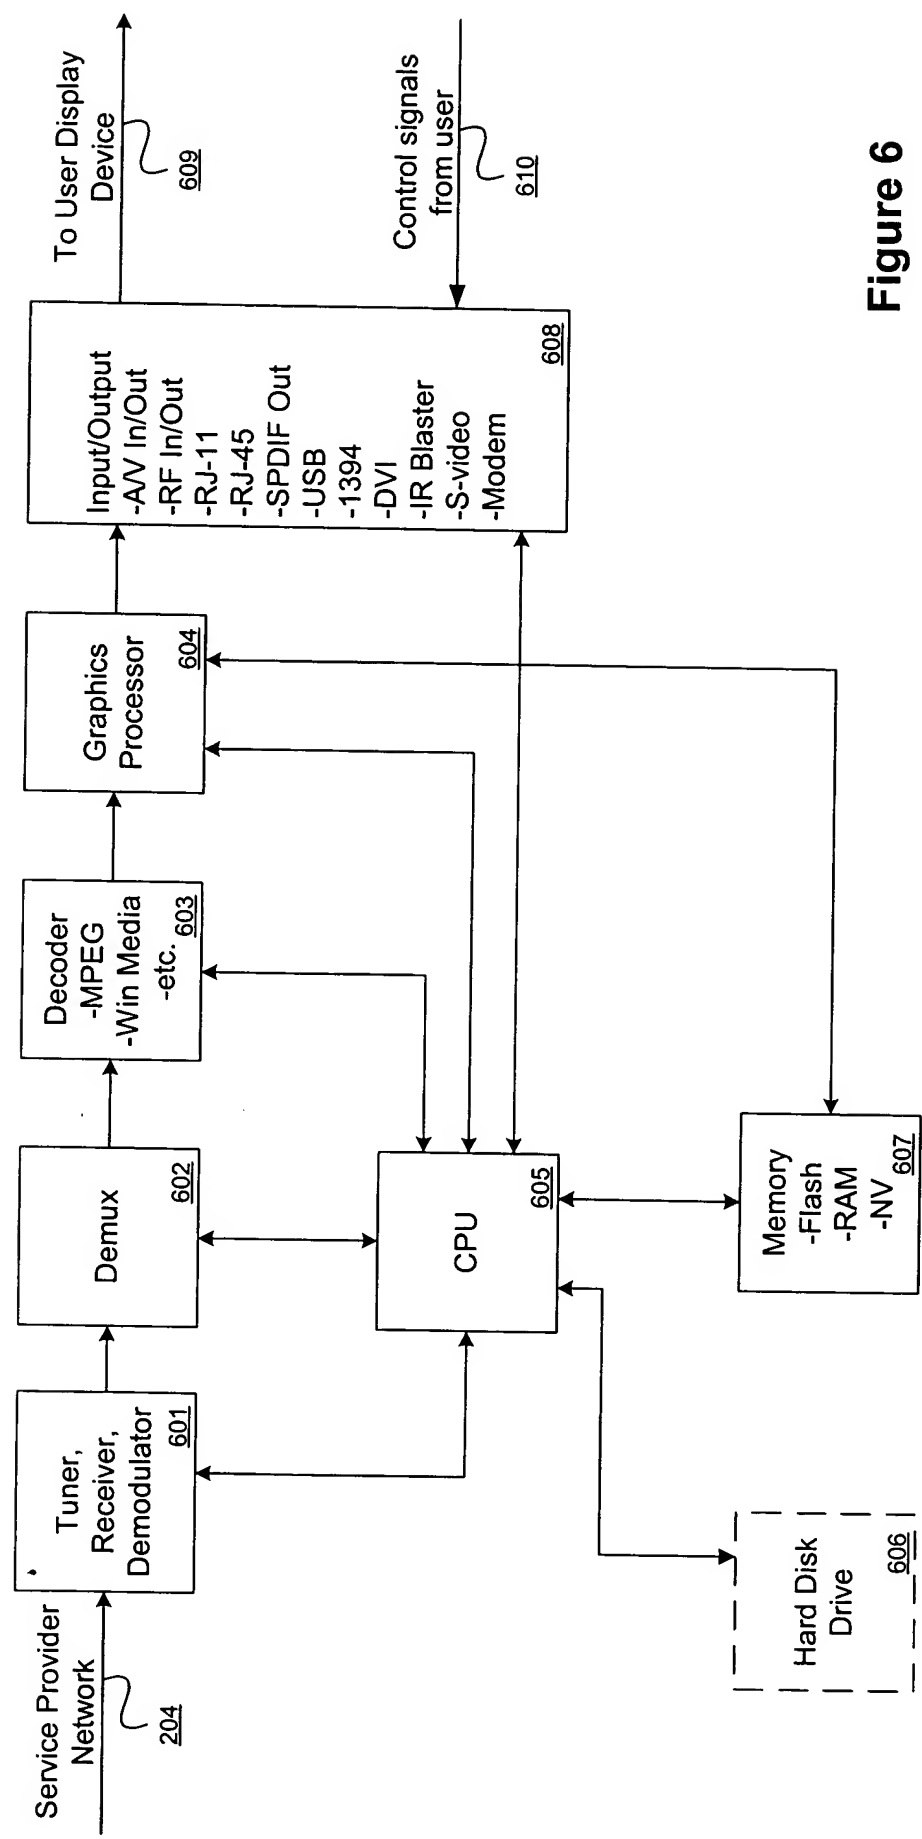 Service Provider
Network
204
Tuner,
Receiver,
Demodulator
601
Demux
602
Decoder
-MPEG
-Win Media
-etc.
603
Graphics
Processor
604
Input/Output
-A/V In/Out
-RF In/Out
-RJ-11
-RJ-45
-SPDIF Out
-USB
-1394
-DVI
-IR Blaster
-S-video
-Modem
608
To User Display
Device
609
Control signals
from user
610
CPU
605
Hard Disk
Drive
606
Memory
-Flash
-RAM
-NV
607
Figure 6